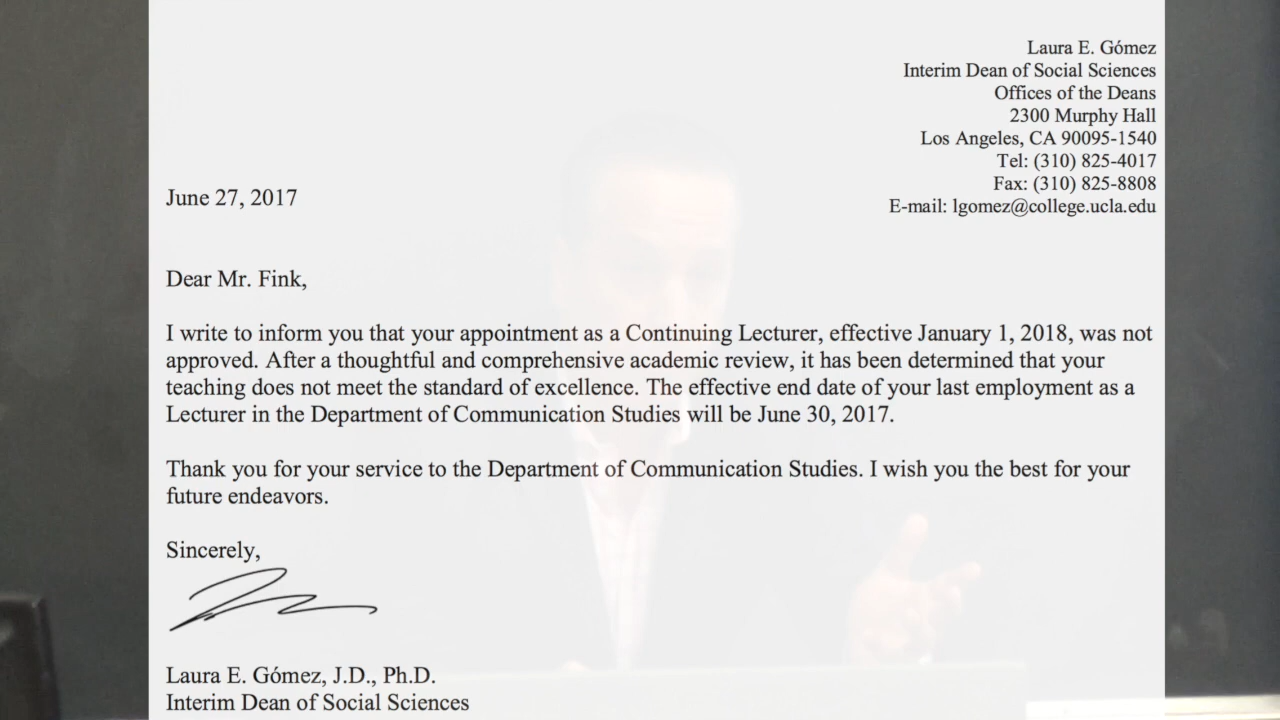 Laura E. Gómez
Interim Dean of Social Sciences
Offices of the Deans
2300 Murphy Hall
Los Angeles, CA 90095-1540
Tel: (310) 825-4017
Fax: (310) 825-8808
E-mail: lgomez@college.ucla.edu
June 27, 2017
Dear Mr. Fink,
I write to inform you that your appointment as a Continuing Lecturer, effective January 1, 2018, was not
approved. After a thoughtful and comprehensive academic review, it has been determined that your
teaching does not meet the standard of excellence. The effective end date of your last employment as a
Lecturer in the Department of Communication Studies will be June 30, 2017.
Thank you for your service to the Department of Communication Studies. I wish you the best for your
future endeavors.
Sincerely,
Laura E. Gómez, J.D., Ph.D.
Interim Dean of Social Sciences